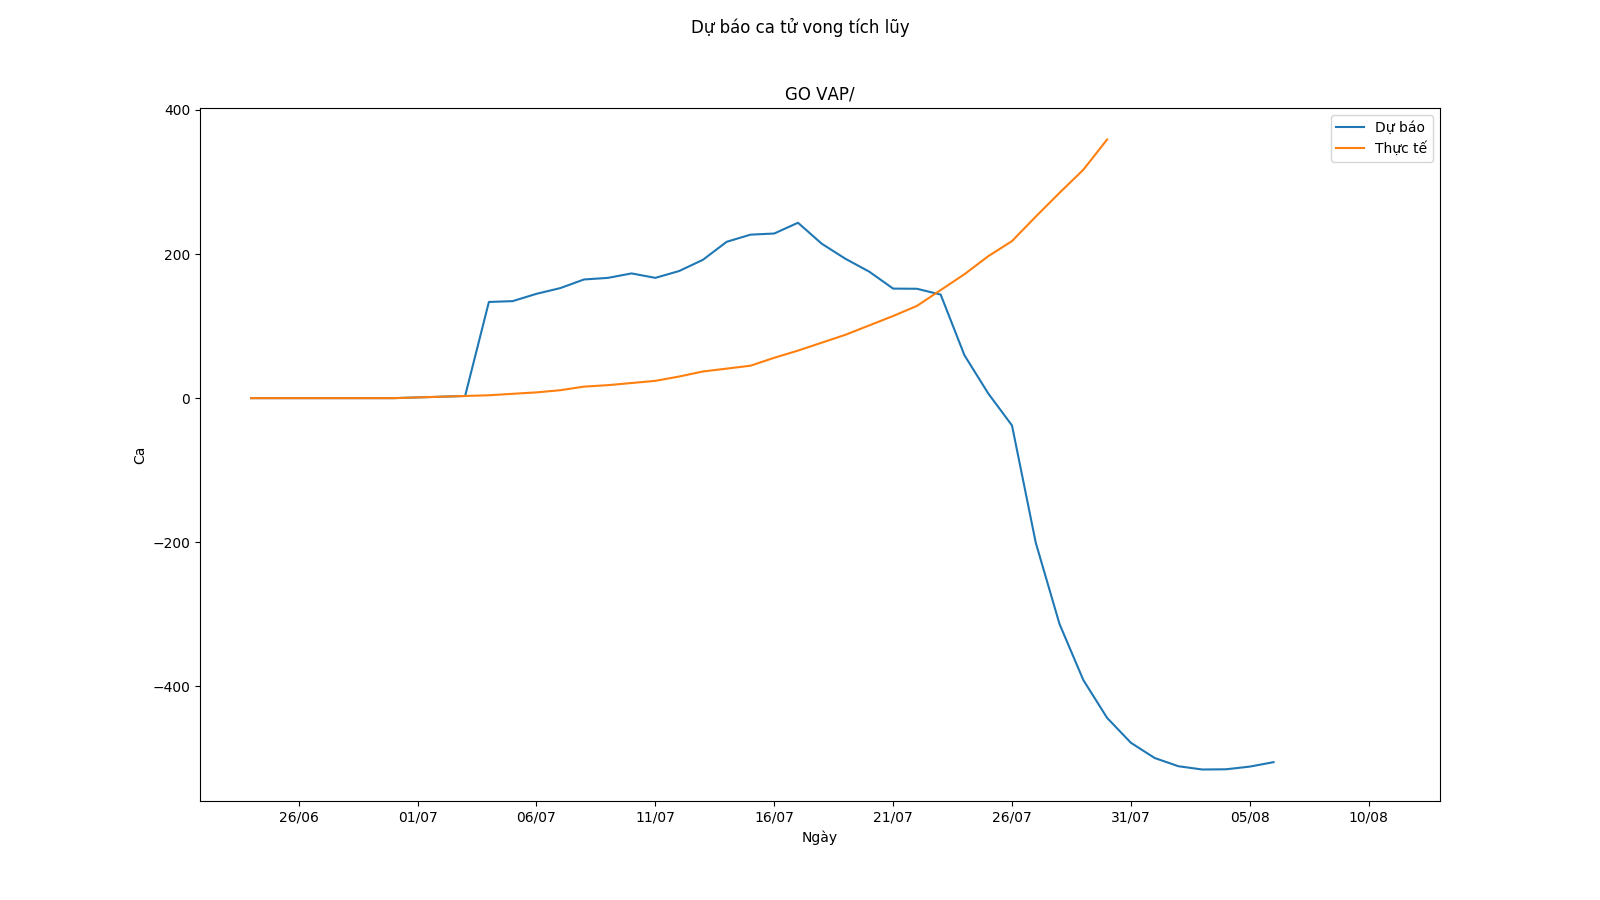 Dự báo ca tử vong tích lũy
GO VAP/
Dự báo
Thực tế
400
200
0
−200
−400
Ca
26/06 01/07 06/07 11/07 16/07 21/07 26/07 31/07 05/08 10/08
Ngày